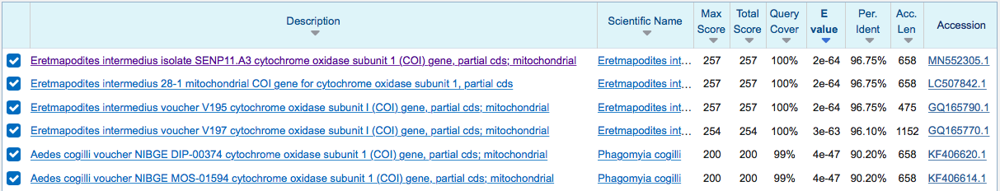 Description Scientific Name Max Score Total Score Query Cover E value Per. Ident Acc. Len Accession
Eretmapodites intermedius isolate SENP11.A3 cytochrome oxidase subunit 1 (COI) gene, partial cds; mitochondrial Eretmapodites int... 257 257 100% 2e-64 96.75% 658 MN552305.1
Eretmapodites intermedius 28-1 mitochondrial COI gene for cytochrome oxidase subunit 1, partial cds Eretmapodites int... 257 257 100% 2e-64 96.75% 658 LC507842.1
Eretmapodites intermedius voucher V195 cytochrome oxidase subunit I (COI) gene, partial cds; mitochondrial Eretmapodites int... 257 257 100% 2e-64 96.75% 475 GQ165790.1
Eretmapodites intermedius voucher V197 cytochrome oxidase subunit I (COI) gene, partial cds; mitochondrial Eretmapodites int... 254 254 100% 3e-63 96.10% 1152 GQ165770.1
Aedes cogilli voucher NIBGE DIP-00374 cytochrome oxidase subunit 1 (COI) gene, partial cds; mitochondrial Phagomyia cogilli 200 200 99% 4e-47 90.20% 658 KF406620.1
Aedes cogilli voucher NIBGE MOS-01594 cytochrome oxidase subunit 1 (COI) gene, partial cds; mitochondrial Phagomyia cogilli 200 200 99% 4e-47 90.20% 658 KF406614.1